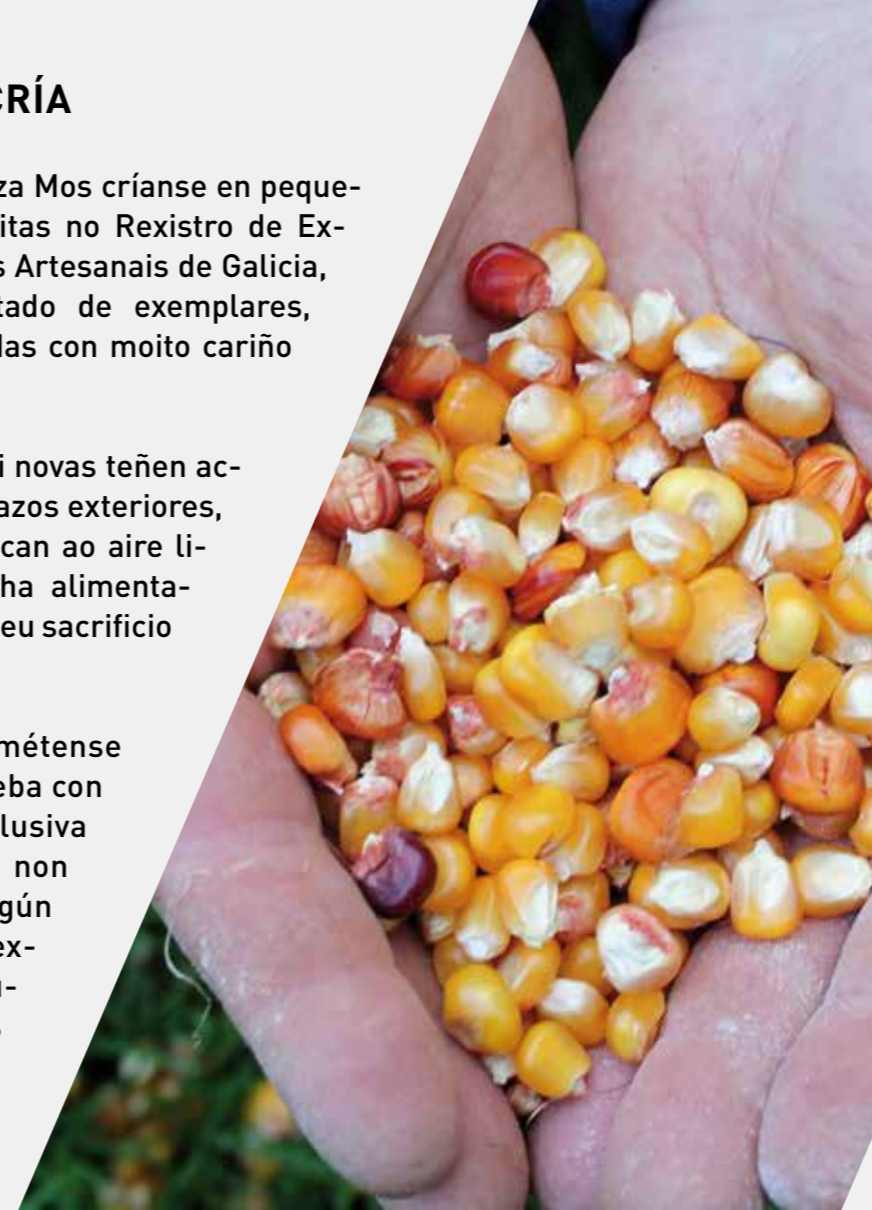 CRÍA
za Mos críanse en peque-
itas no Rexistro de Ex-
s Artesanais de Galicia,
tado de exemplares,
das con moito cariño
i novas teñen ac-
azos exteriores,
can ao aire li-
ha alimenta-
eu sacrificio
métense
eba con
lusiva
non
gún
ex-